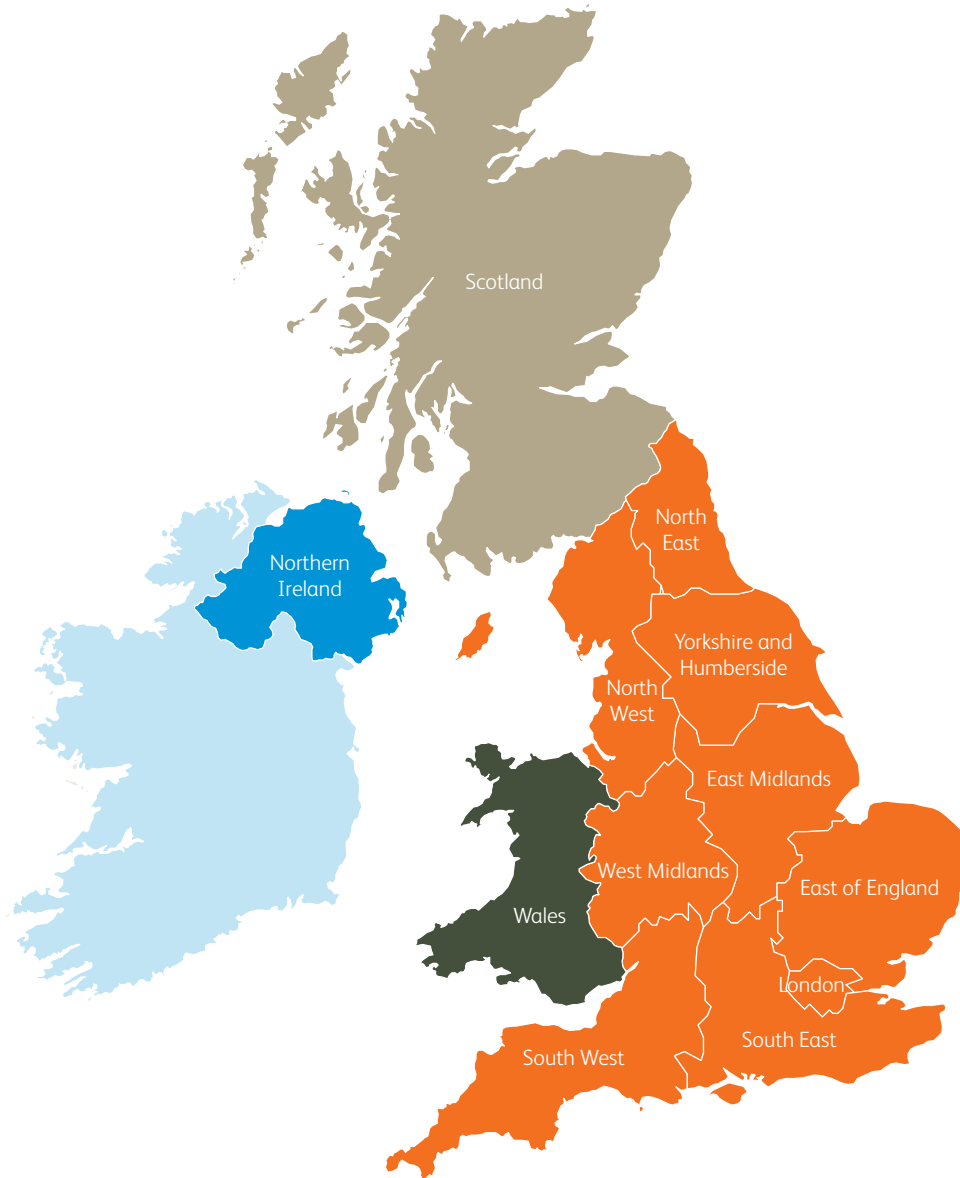 Scotland
North
East
Northern
Ireland
Yorkshire and
Humberside
North
West
East Midlands
West Midlands
East of England
Wales
London
South East
South West